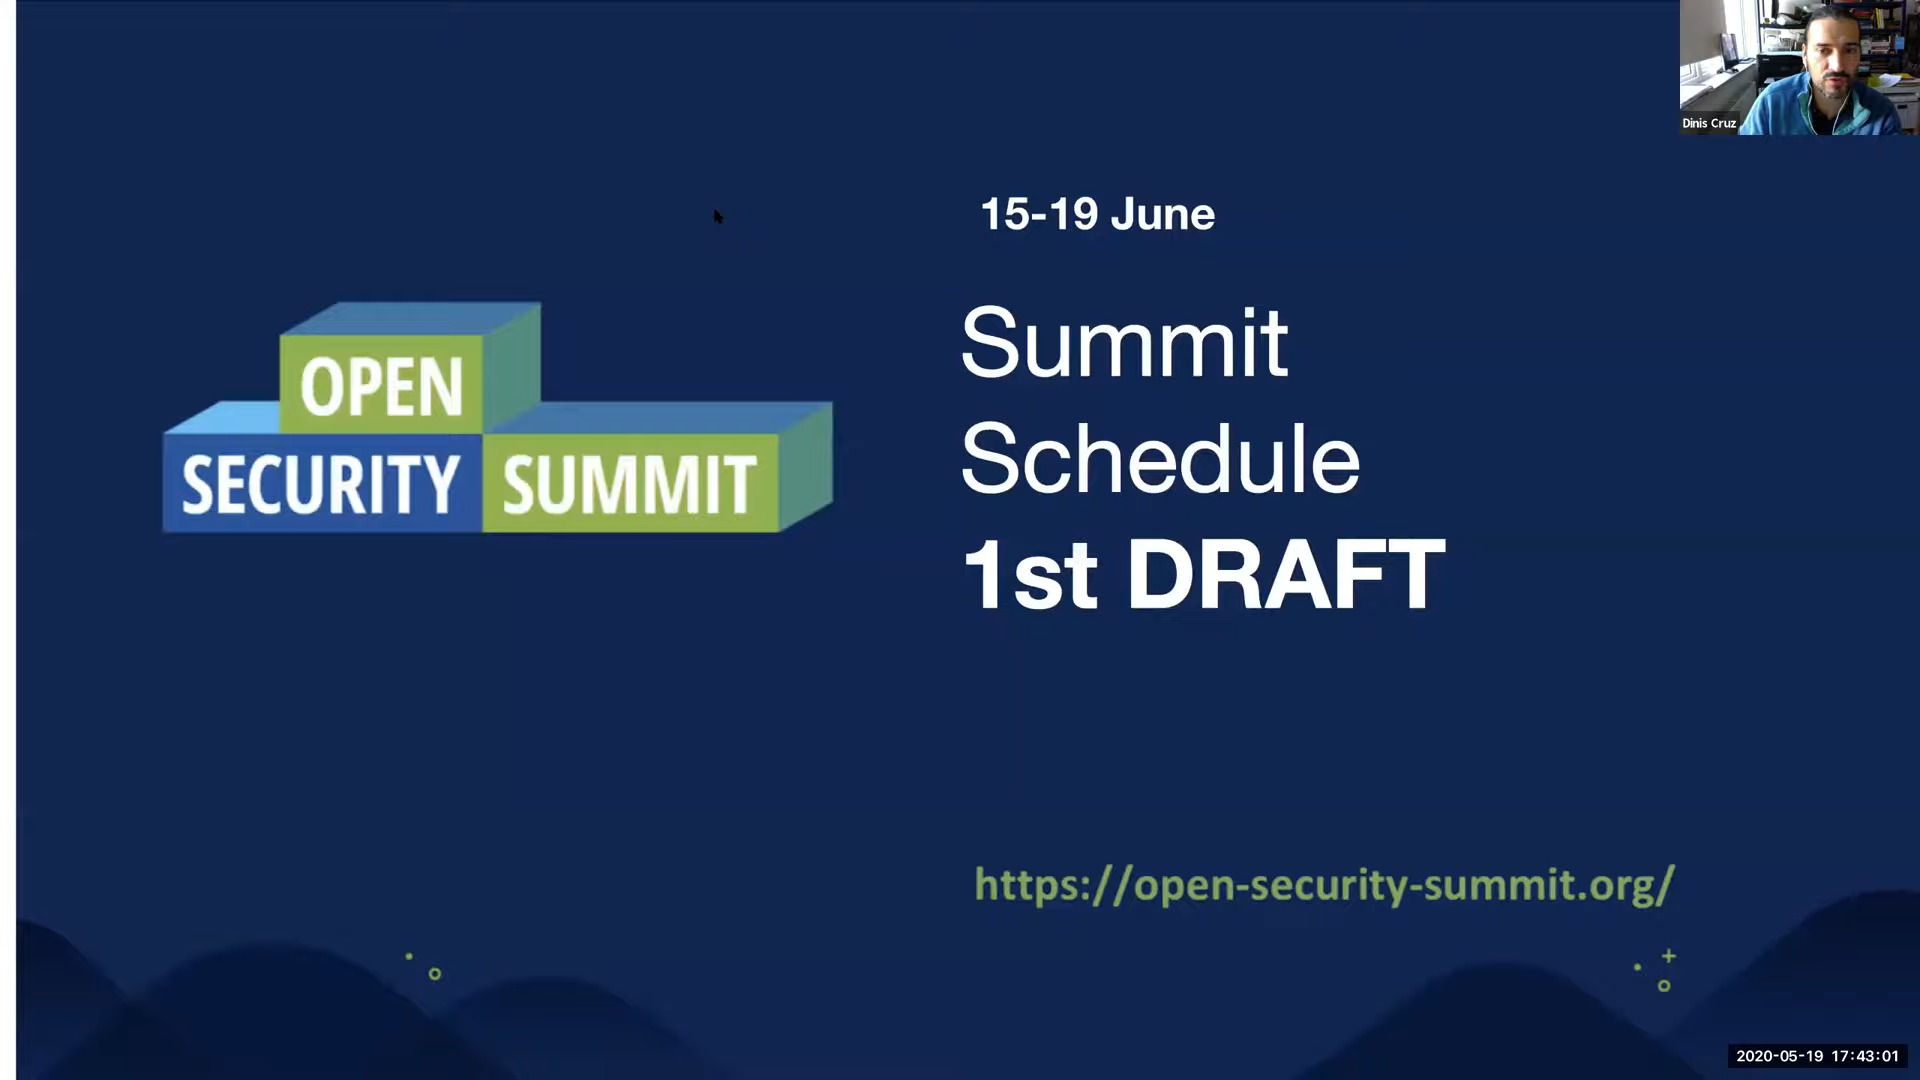 Dinis Cruz
15-19 June
OPEN
SECURITY SUMMIT
Summit
Schedule
1st DRAFT
https://open-security-summit.org/
2020-05-19 17:43:01